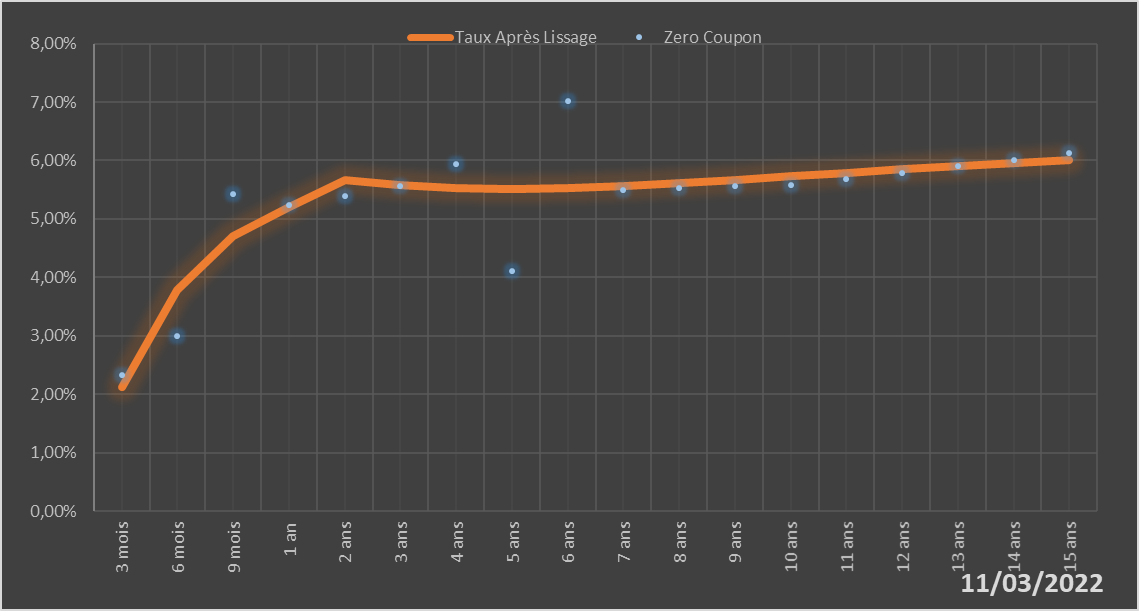 Taux Après Lissage
Zero Coupon
8,00%
7,00%
6,00%
5,00%
4,00%
3,00%
2,00%
1,00%
0,00%
3 mois
6 mois
9 mois
1 an
2 ans
3 ans
4 ans
5 ans
6 ans
7 ans
8 ans
9 ans
10 ans
11 ans
12 ans
13 ans
14 ans
15 ans
11/03/2022